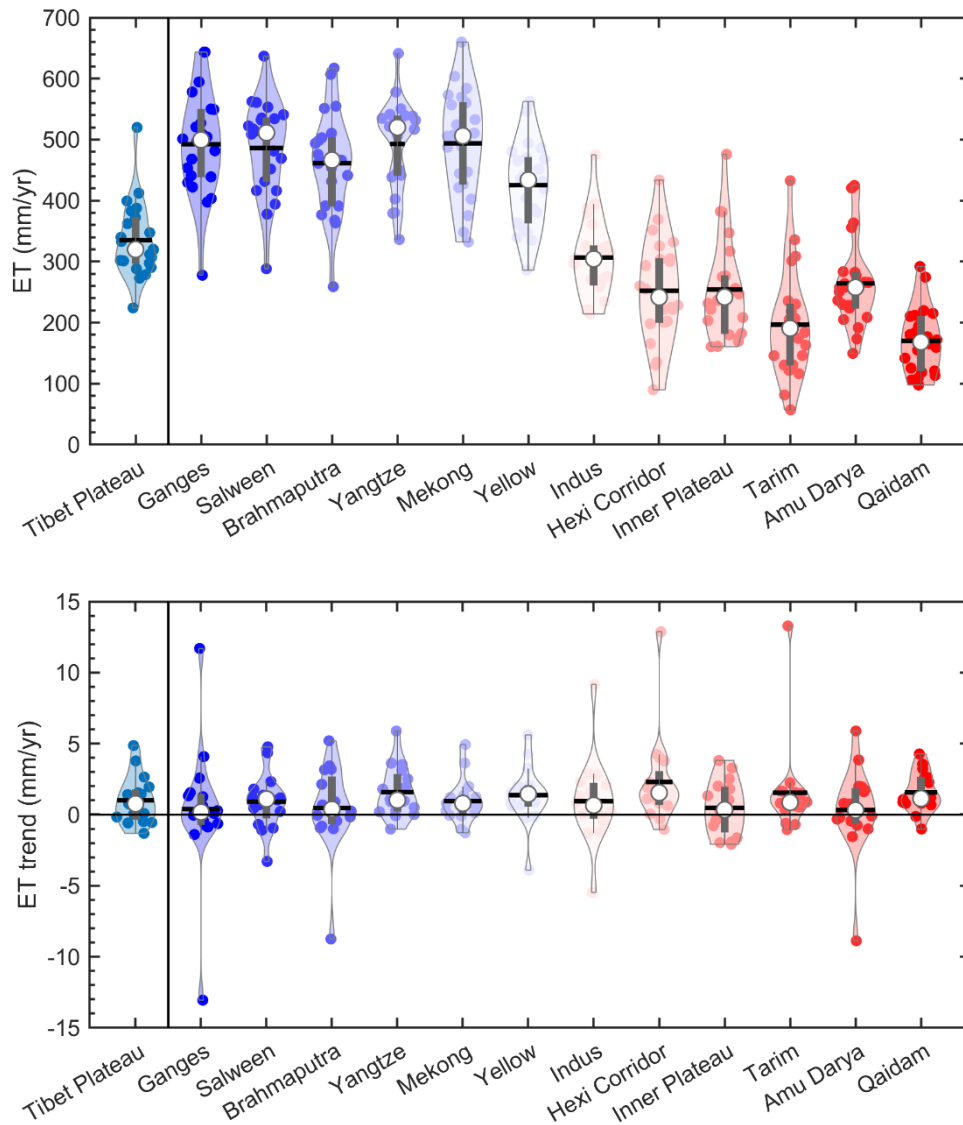 700
600
500
400
300
200
100
0
ET (mm/yr)
Tibet Plateau
Ganges
Salween
Brahmaputra
Yangtze
Mekong
Yellow
Indus
Hexi Corridor
Inner Plateau
Tarim
Amu Darya
Qaidam
15
10
5
0
-5
-10
-15
ET trend (mm/yr)
Tibet Plateau
Ganges
Salween
Brahmaputra
Yangtze
Mekong
Yellow
Indus
Hexi Corridor
Inner Plateau
Tarim
Amu Darya
Qaidam